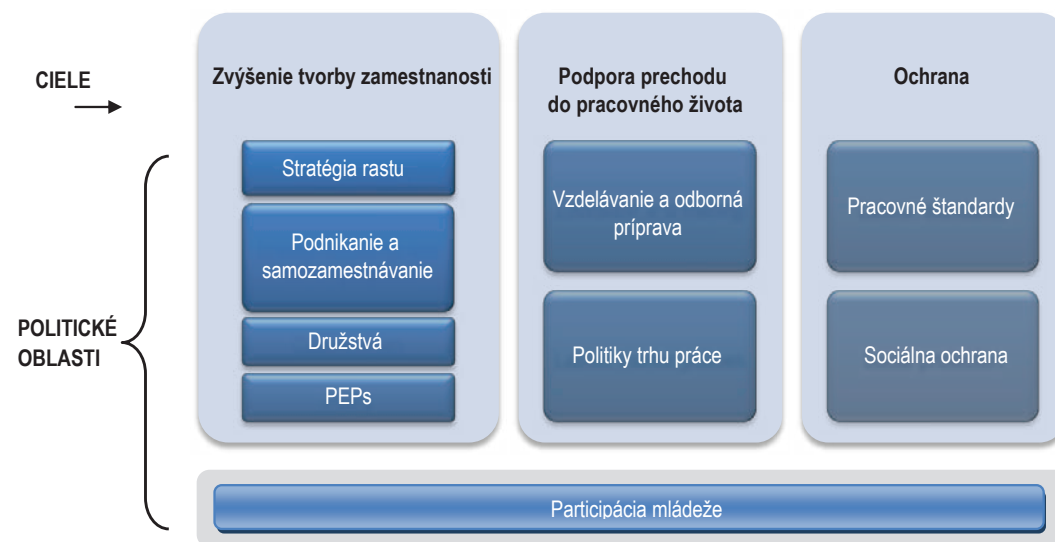 CIELE
Zvýšenie tvorby zamestnanosti
Podpora prechodu
do pracovného života
Ochrana
POLITICKÉ
OBLASTI
Stratégia rastu
Podnikanie a
samozamestnávanie
Družstvá
PEPs
Vzdelávanie a odborná
príprava
Politiky trhu práce
Pracovné štandardy
Sociálna ochrana
Participácia mládeže